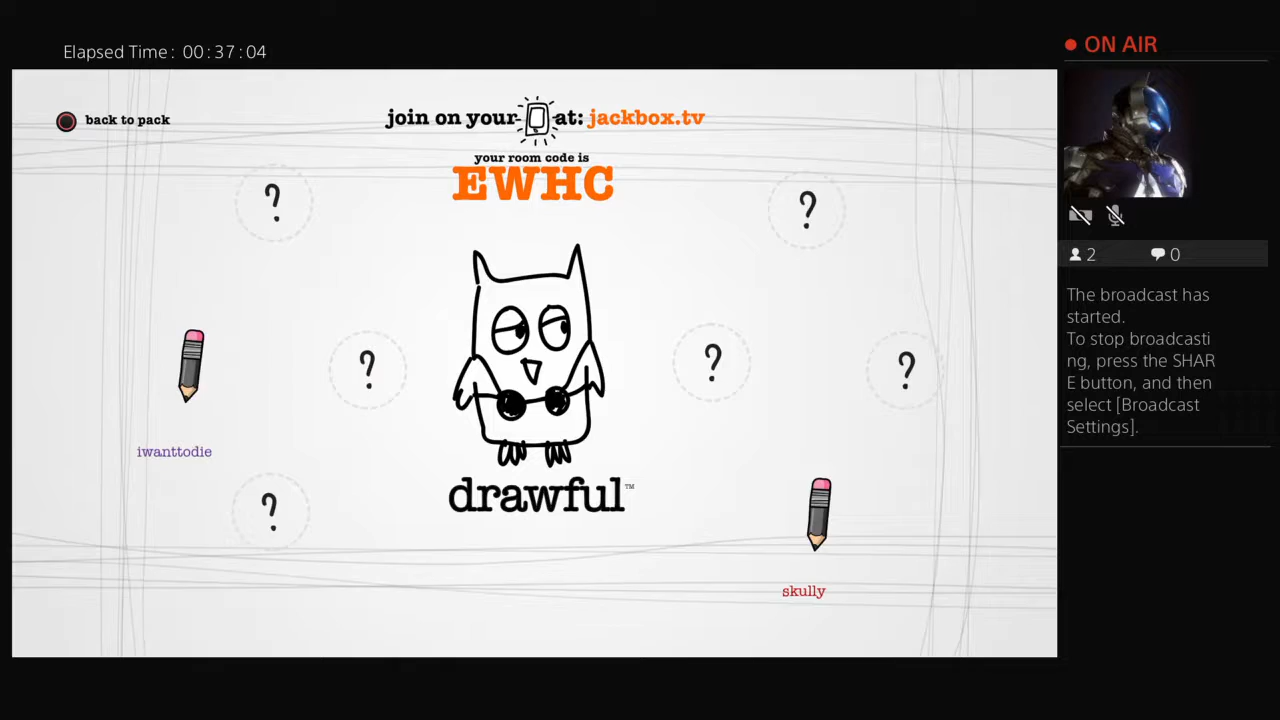 Elapsed Time: 00:37:04
ON AIR
back to pack
join on your at: jackbox.tv
your room code is
EWHC
?
?
2
0
The broadcast has
started.
To stop broadcasti
ng, press the SHAR
E button, and then
select [Broadcast
Settings].
?
?
?
iwanttodie
drawful™
?
skully